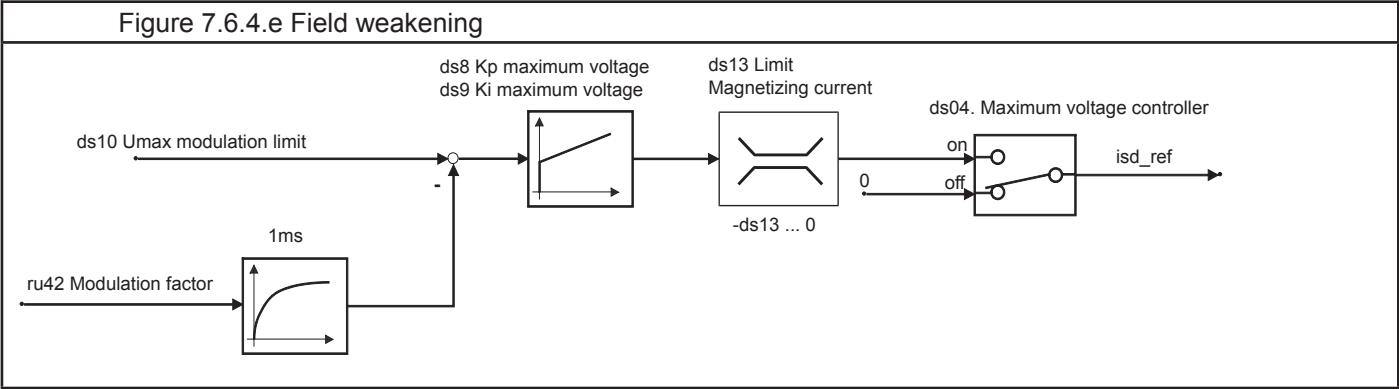 Figure 7.6.4.e Field weakening
ds8 Kp maximum voltage
ds9 Ki maximum voltage
ds13 Limit
Magnetizing current
ds04. Maximum voltage controller
ds10 Umax modulation limit
on
isd_ref
-
0
off
-ds13 ... 0
1ms
ru42 Modulation factor